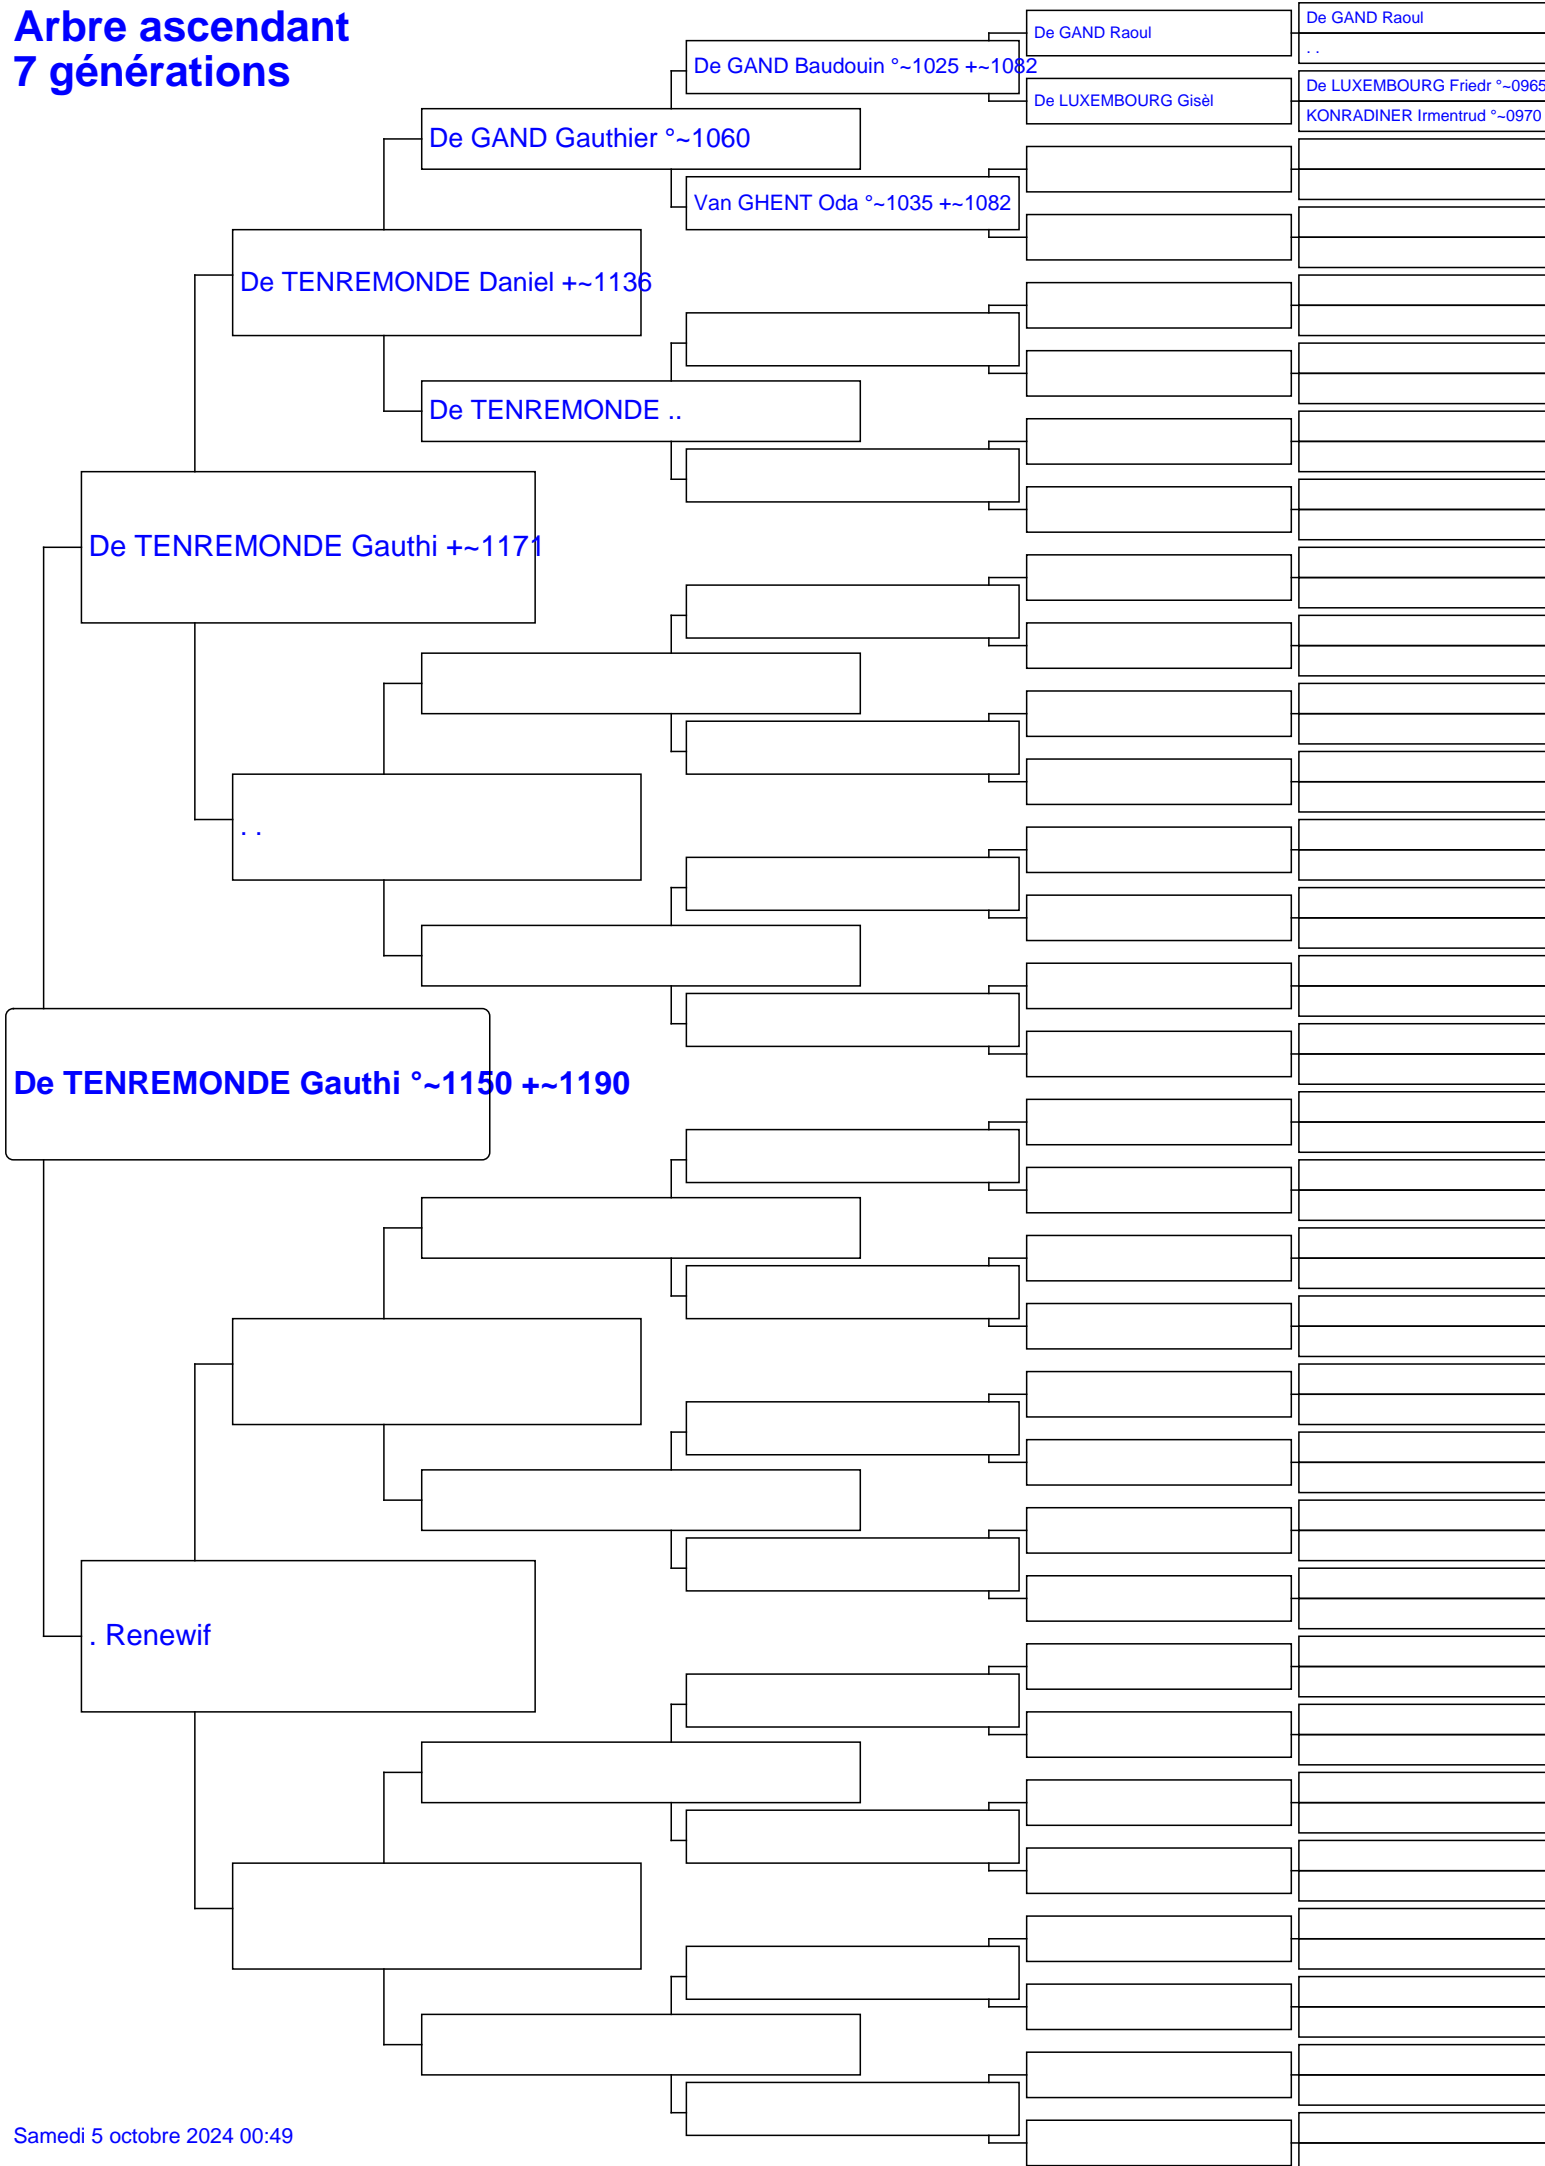 Arbre ascendant
7 générations
De GAND Raoul
De GAND Raoul
. .
De GAND Baudouin °~1025 +~1082
De LUXEMBOURG Gisèl
De LUXEMBOURG Friedr °~0965
KONRADINER Irmentrud °~0970
De GAND Gauthier °~1060
Van GHENT Oda °~1035 +~1082
De TENREMONDE Daniel +~1136
De TENREMONDE ..
De TENREMONDE Gauthi +~1171
. .
De TENREMONDE Gauthi °~1150 +~1190
. Renewif
Samedi 5 octobre 2024 00:49